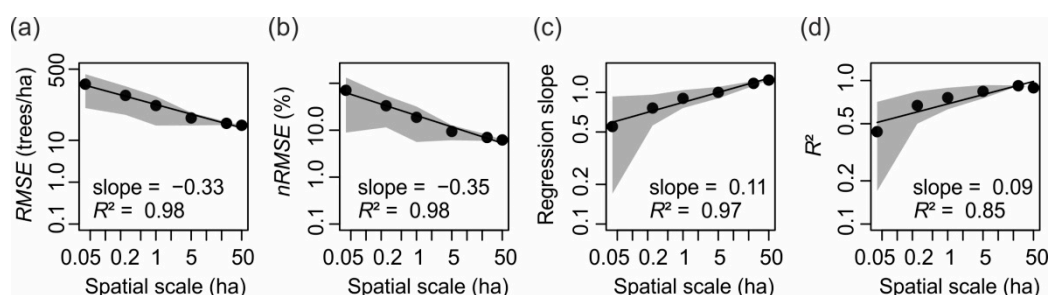 (a)
RMSE (trees/ha)
500
10.0
1.0
0.1
slope = −0.33
R² = 0.98
0.05 0.2 1 5 50
Spatial scale (ha)
(b)
nRMSE (%)
10.0
1.0
0.1
slope = −0.35
R² = 0.98
0.05 0.2 1 5 50
Spatial scale (ha)
(c)
Regression slope
1.0
0.5
0.2
0.1
slope = 0.11
R² = 0.97
0.05 0.2 1 5 50
Spatial scale (ha)
(d)
R²
1.0
0.5
0.2
0.1
slope = 0.09
R² = 0.85
0.05 0.2 1 5 50
Spatial scale (ha)